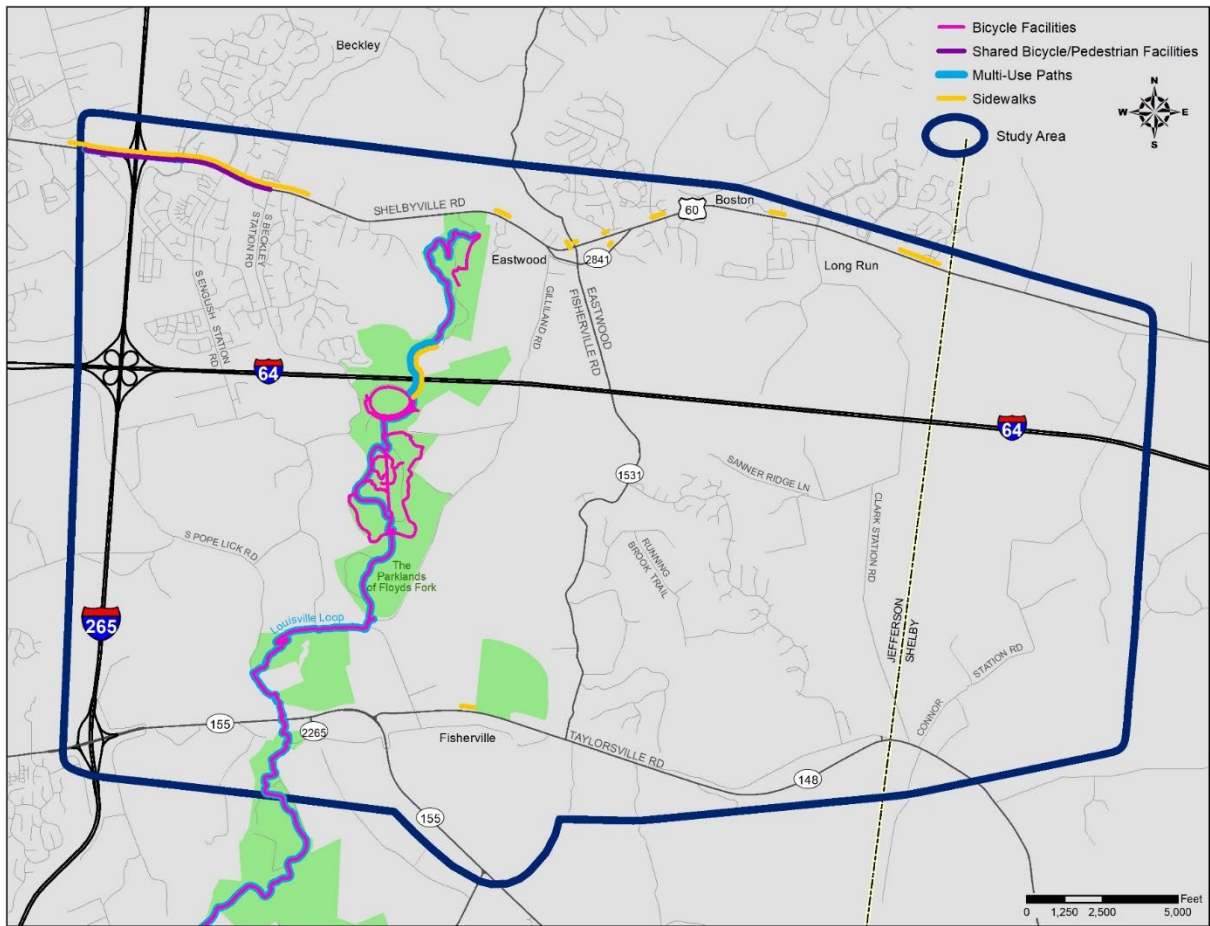 Beckley
Bicycle Facilities
Shared Bicycle/Pedestrian Facilities
Multi-Use Paths
Sidewalks
Study Area
N
W
E
S
SHELBYVILLE RD
60
Boston
S BECKLEY
STATION RD
Eastwood
2841
Long Run
S ENGLISH STATION
RD
GILLILAND RD
EASTWOOD
FISHERVILLE RD
64
64
1531
SANNER RIDGE LN
CLARK STATION RD
S POPE LICK RD
RUNNING
BROOK TRAIL
The
Parklands
of Floyds Fork
Louisville Loop
265
JEFFERSON
SHELBY
CONNOR
STATION RD
155
2265
Fisherville
TAYLORSVILLE RD
148
155
Feet
0
1,250
2,500
5,000